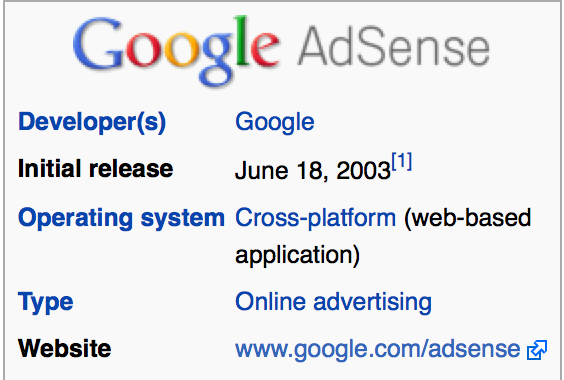 Google AdSense
Developer(s) Google
Initial release June 18, 2003[1]
Operating system Cross-platform (web-based
application)
Type Online advertising
Website www.google.com/adsense